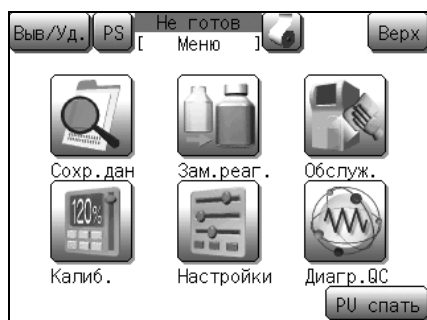 Выв/Уд. PS Не готов Верх
[ Меню ]
Сохр.дан Зам.реаг. Обслуж.
120%
Калиб. Настройки Диагр.QC
PU спать